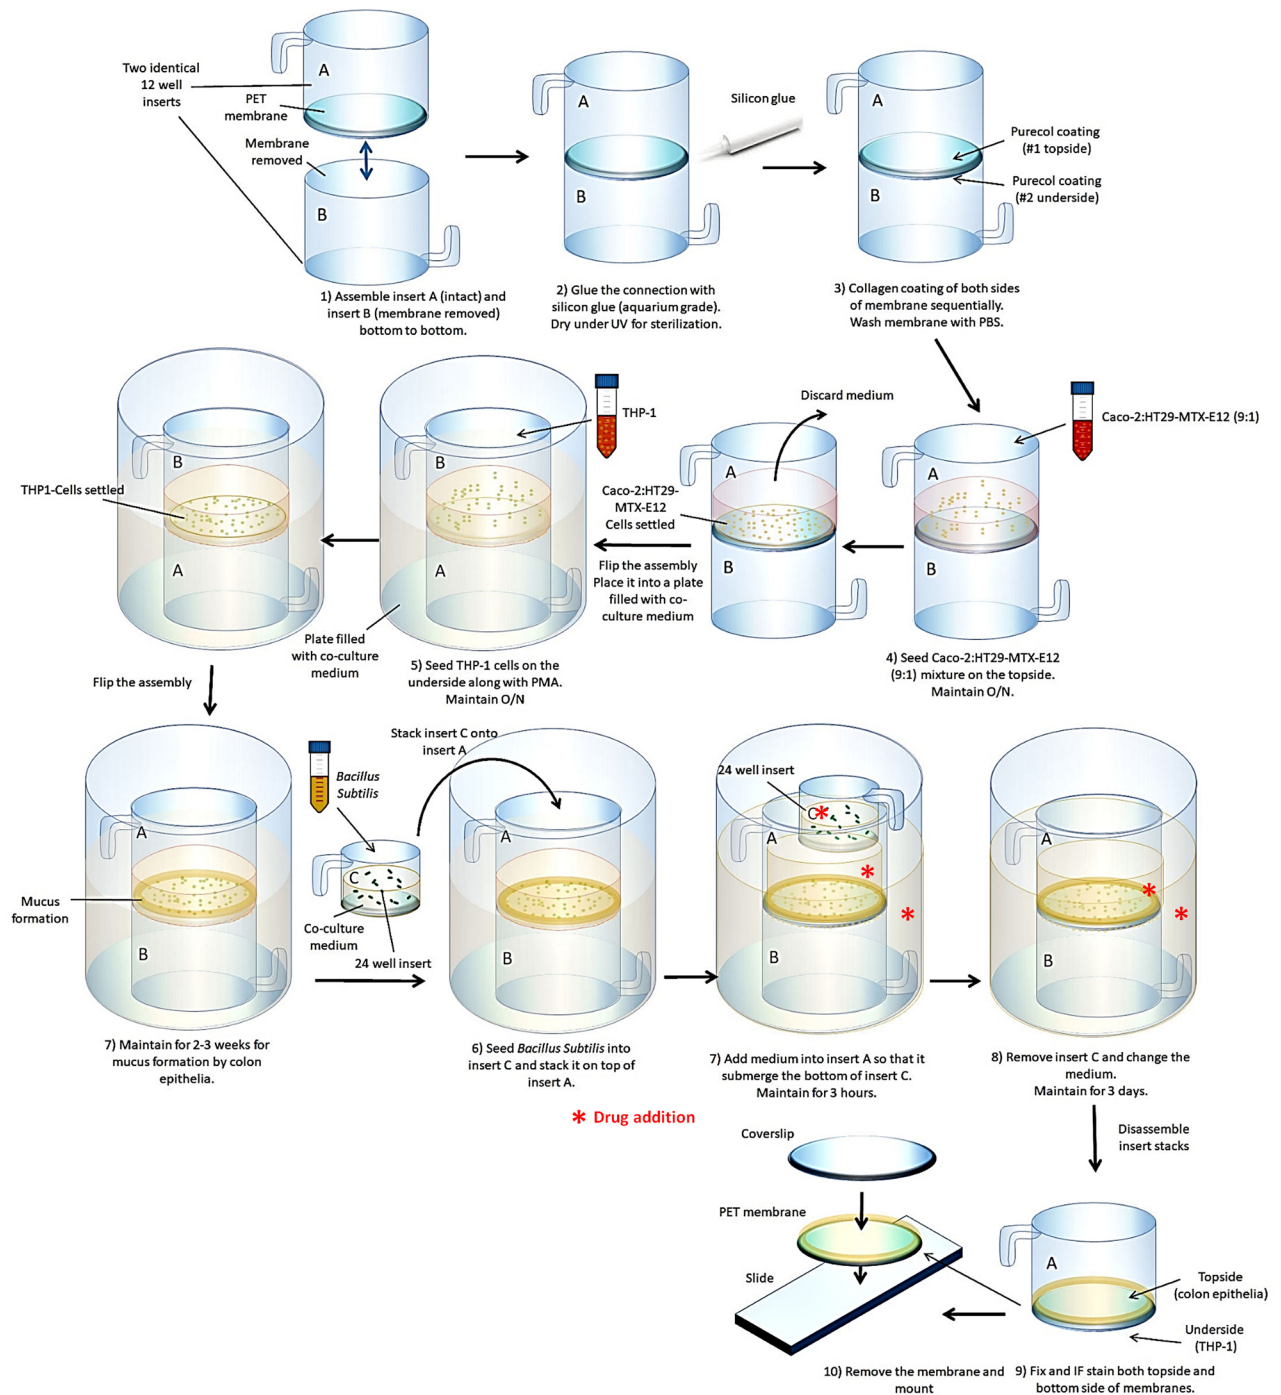 Two identical
12 well
inserts
A
PET
membrane
Membrane
removed
B
1) Assemble insert A (intact) and
insert B (membrane removed)
bottom to bottom.
A
B
Silicon glue
2) Glue the connection with
silicon glue (aquarium grade).
Dry under UV for sterilization.
A
B
Purecol coating
(#1 topside)
Purecol coating
(#2 underside)
3) Collagen coating of both sides
of membrane sequentially.
Wash membrane with PBS.
Caco-2:HT29-MTX-E12 (9:1)
A
B
4) Seed Caco-2:HT29-MTX-E12
(9:1) mixture on the topside.
Maintain O/N.
Discard medium
A
B
Caco-2:HT29-
MTX-E12
Cells settled
Flip the assembly
Place it into a plate
filled with co-
culture medium
THP-1
B
A
Plate filled
with co-culture
medium
5) Seed THP-1 cells on the
underside along with PMA.
Maintain O/N
B
THP1-Cells settled
A
Flip the assembly
A
Mucus
formation
B
7) Maintain for 2-3 weeks for
mucus formation by colon
epithelia.
Bacillus
Subtilis
C
Co-culture
medium
24 well insert
Stack insert C onto
insert A
A
B
6) Seed Bacillus Subtilis into
insert C and stack it on top of
insert A.
24 well insert
C*
A
*
*
B
7) Add medium into insert A so that it
submerge the bottom of insert C.
Maintain for 3 hours.
A
*
*
B
8) Remove insert C and change the
medium.
Maintain for 3 days.
* Drug addition
Disassemble
insert stacks
A
Topside
(colon epithelia)
Underside
(THP-1)
9) Fix and IF stain both topside and
bottom side of membranes.
Coverslip
PET membrane
Slide
10) Remove the membrane and
mount